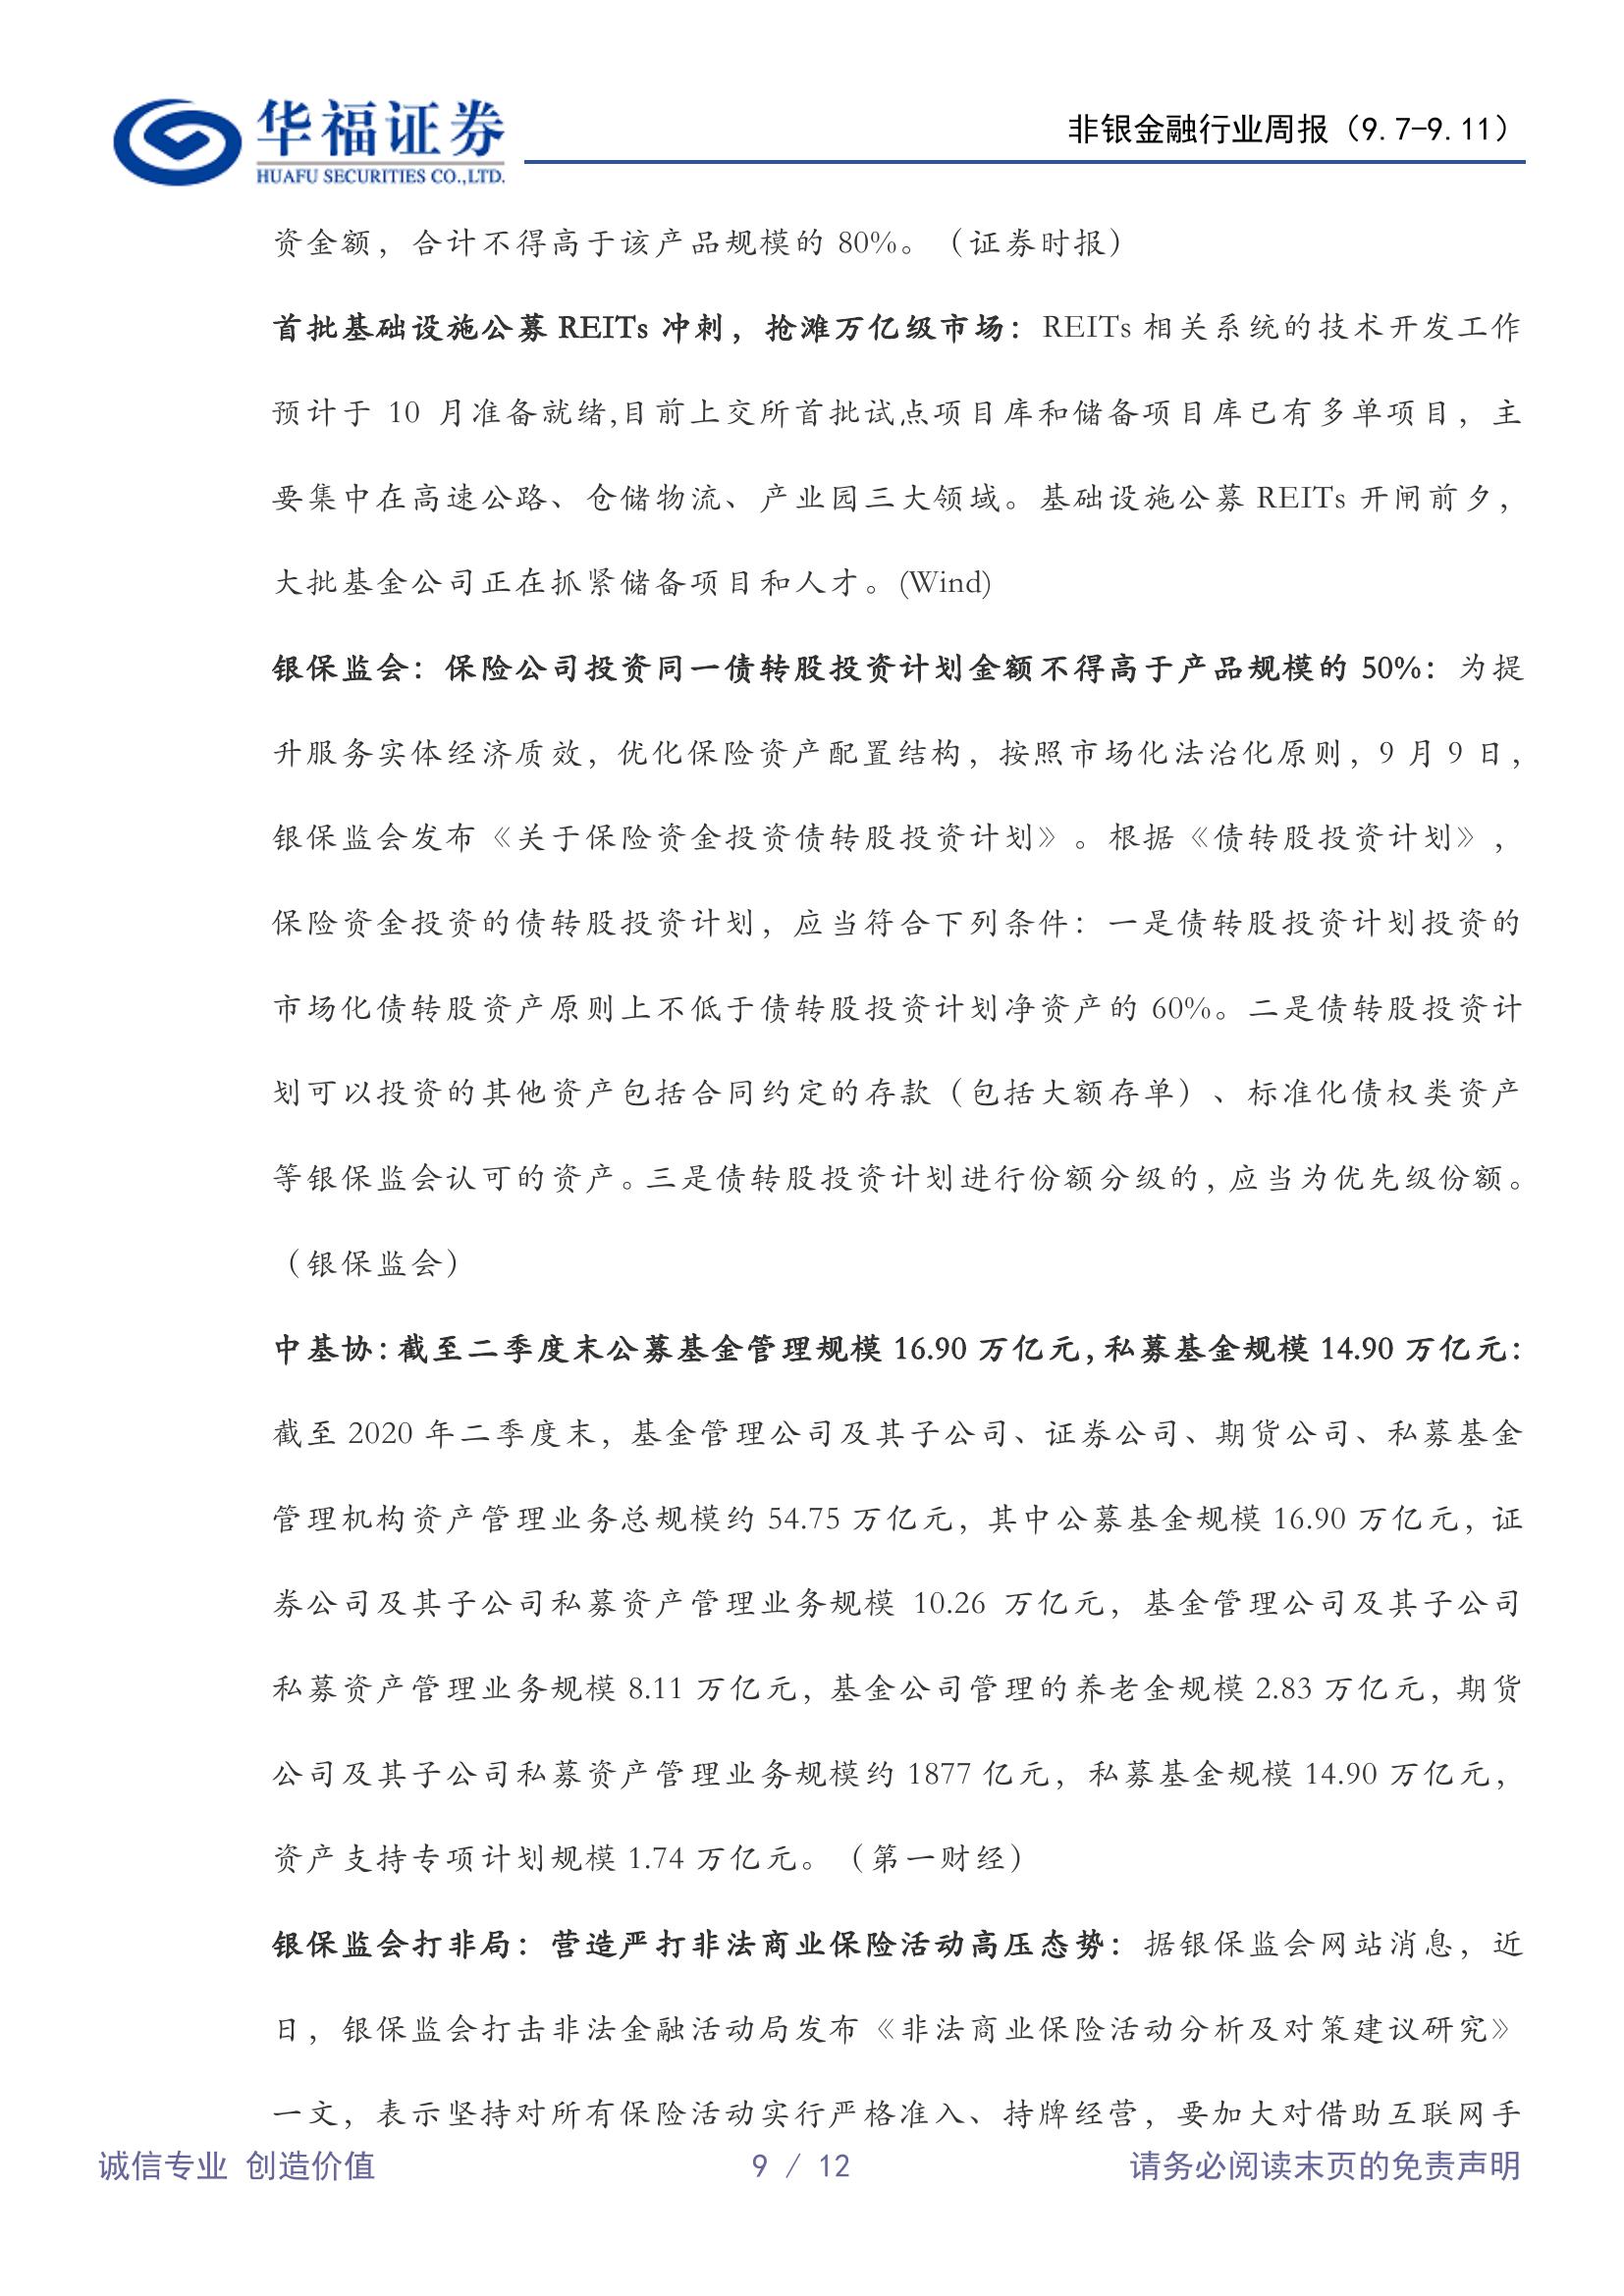 华福证券
HUAFU SECURITIES CO.,LTD.
非银金融行业周报（9.7-9.11）
资金额，合计不得高于该产品规模的 80%。（证券时报）
首批基础设施公募 REITs 冲刺，抢滩万亿级市场：REITs 相关系统的技术开发工作
预计于 10 月准备就绪,目前上交所首批试点项目库和储备项目库已有多单项目，主
要集中在高速公路、仓储物流、产业园三大领域。基础设施公募 REITs 开闸前夕，
大批基金公司正在抓紧储备项目和人才。(Wind)
银保监会：保险公司投资同一债转股投资计划金额不得高于产品规模的 50%：为提
升服务实体经济质效，优化保险资产配置结构，按照市场化法治化原则，9 月 9 日，
银保监会发布《关于保险资金投资债转股投资计划》。根据《债转股投资计划》，
保险资金投资的债转股投资计划，应当符合下列条件：一是债转股投资计划投资的
市场化债转股资产原则上不低于债转股投资计划净资产的 60%。二是债转股投资计
划可以投资的其他资产包括合同约定的存款（包括大额存单）、标准化债权类资产
等银保监会认可的资产。三是债转股投资计划进行份额分级的，应当为优先级份额。
（银保监会）
中基协：截至二季度末公募基金管理规模 16.90 万亿元，私募基金规模 14.90 万亿元：
截至 2020 年二季度末，基金管理公司及其子公司、证券公司、期货公司、私募基金
管理机构资产管理业务总规模约 54.75 万亿元，其中公募基金规模 16.90 万亿元，证
券公司及其子公司私募资产管理业务规模 10.26 万亿元，基金管理公司及其子公司
私募资产管理业务规模 8.11 万亿元，基金公司管理的养老金规模 2.83 万亿元，期货
公司及其子公司私募资产管理业务规模约 1877 亿元，私募基金规模 14.90 万亿元，
资产支持专项计划规模 1.74 万亿元。（第一财经）
银保监会打非局：营造严打非法商业保险活动高压态势：据银保监会网站消息，近
日，银保监会打击非法金融活动局发布《非法商业保险活动分析及对策建议研究》
一文，表示坚持对所有保险活动实行严格准入、持牌经营，要加大对借助互联网手
诚信专业 创造价值
9 / 12
请务必阅读末页的免责声明